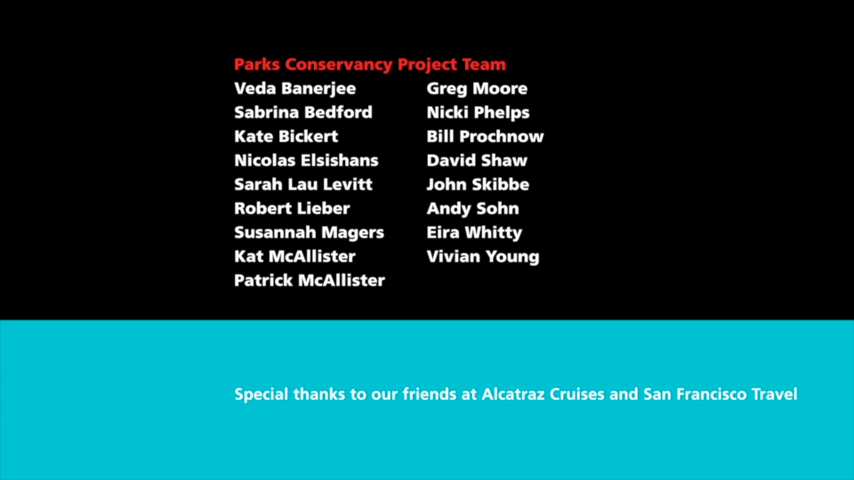 Parks Conservancy Project Team
Veda Banerjee
Sabrina Bedford
Kate Bickert
Nicolas Elsishans
Sarah Lau Levitt
Robert Lieber
Susannah Magers
Kat McAllister
Patrick McAllister
Greg Moore
Nicki Phelps
Bill Prochnow
David Shaw
John Skibbe
Andy Sohn
Eira Whitty
Vivian Young
Special thanks to our friends at Alcatraz Cruises and San Francisco Travel